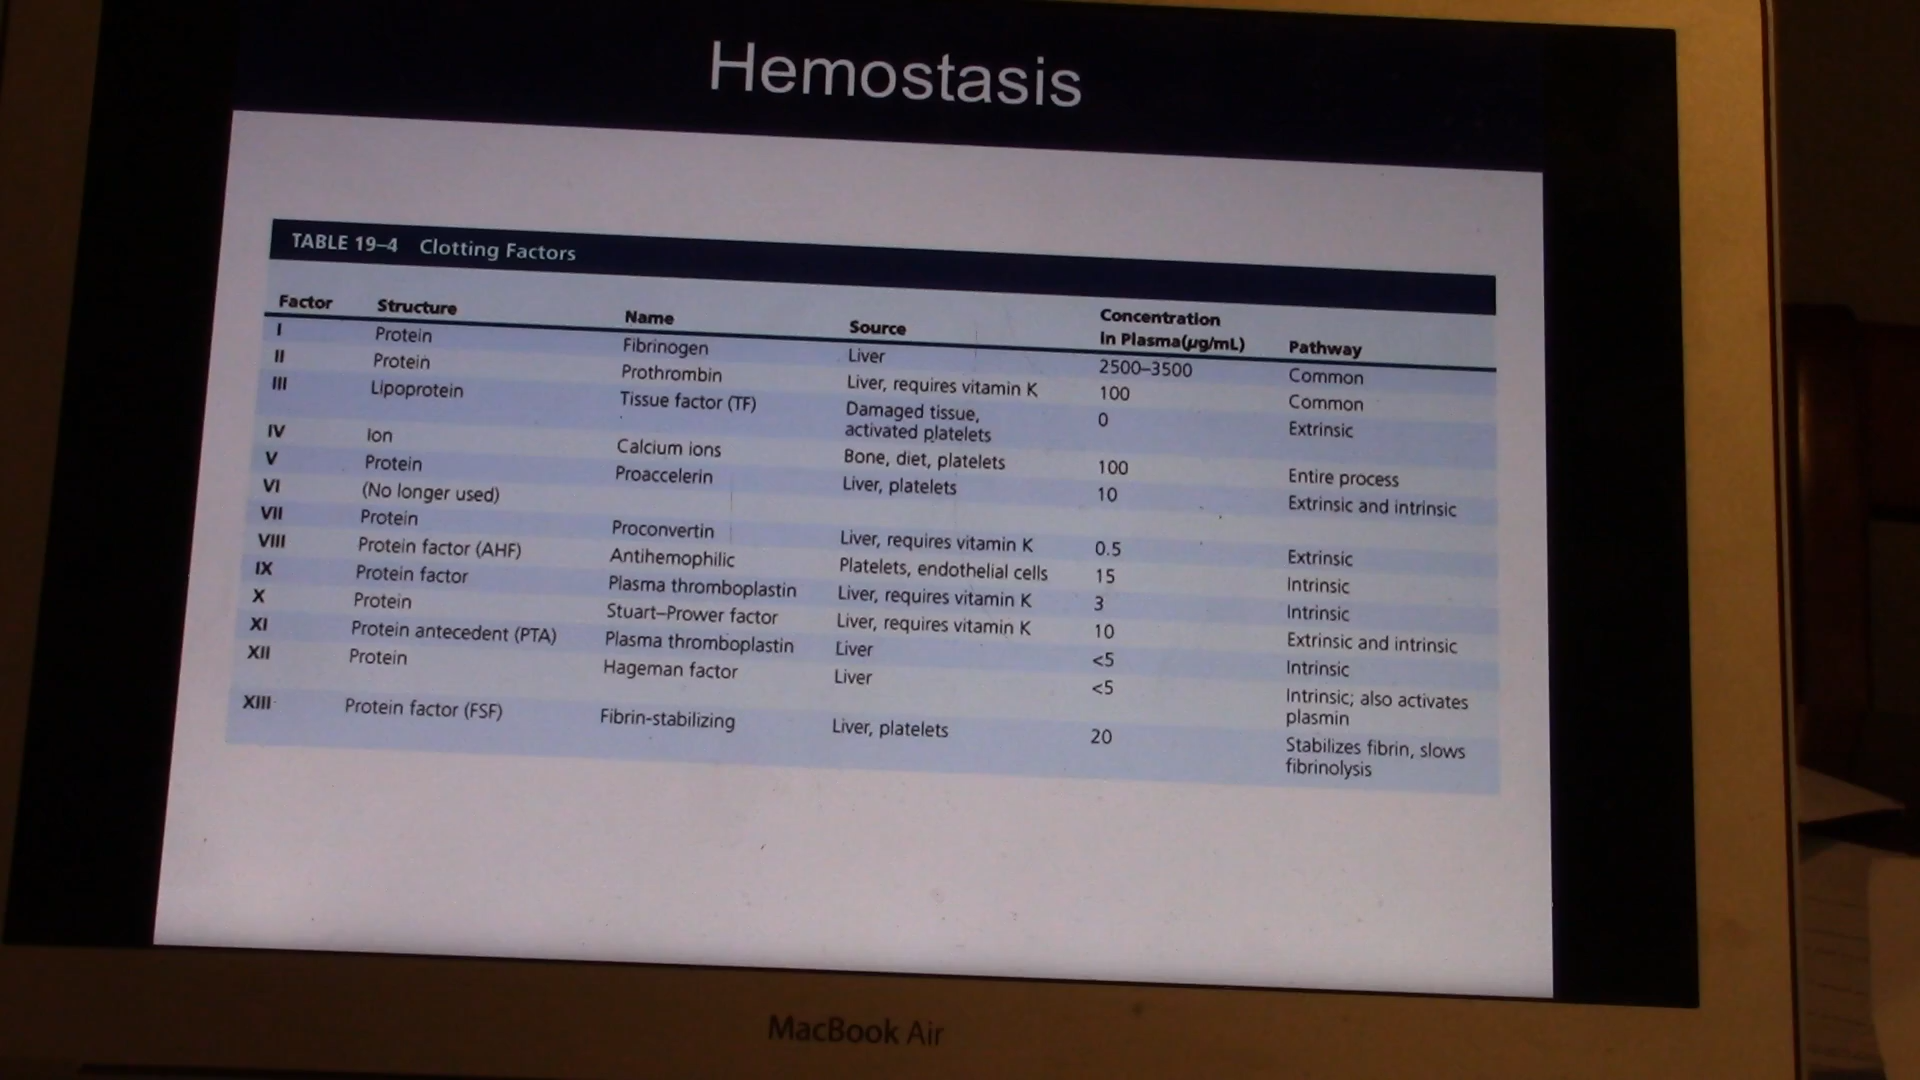 Hemostasis
TABLE 19–4 Clotting Factors
Factor Structure Name Source Concentration In Plasma(µg/mL) Pathway
I Protein Fibrinogen Liver 2500–3500 Common
II Protein Prothrombin Liver, requires vitamin K 100 Common
III Lipoprotein Tissue factor (TF) Damaged tissue, activated platelets 0 Extrinsic
IV Ion Calcium ions Bone, diet, platelets 100 Entire process
V Protein Proaccelerin Liver, platelets 10 Extrinsic and intrinsic
VI (No longer used)
VII Protein Proconvertin Liver, requires vitamin K 0.5 Extrinsic
VIII Protein factor (AHF) Antihemophilic Platelets, endothelial cells 15 Intrinsic
IX Protein factor Plasma thromboplastin Liver, requires vitamin K 3 Intrinsic
X Protein Stuart–Prower factor Liver, requires vitamin K 10 Extrinsic and intrinsic
XI Protein antecedent (PTA) Plasma thromboplastin Liver <5 Intrinsic
XII Protein Hageman factor Liver <5 Intrinsic; also activates plasmin
XIII Protein factor (FSF) Fibrin-stabilizing Liver, platelets 20 Stabilizes fibrin, slows fibrinolysis
MacBook Air